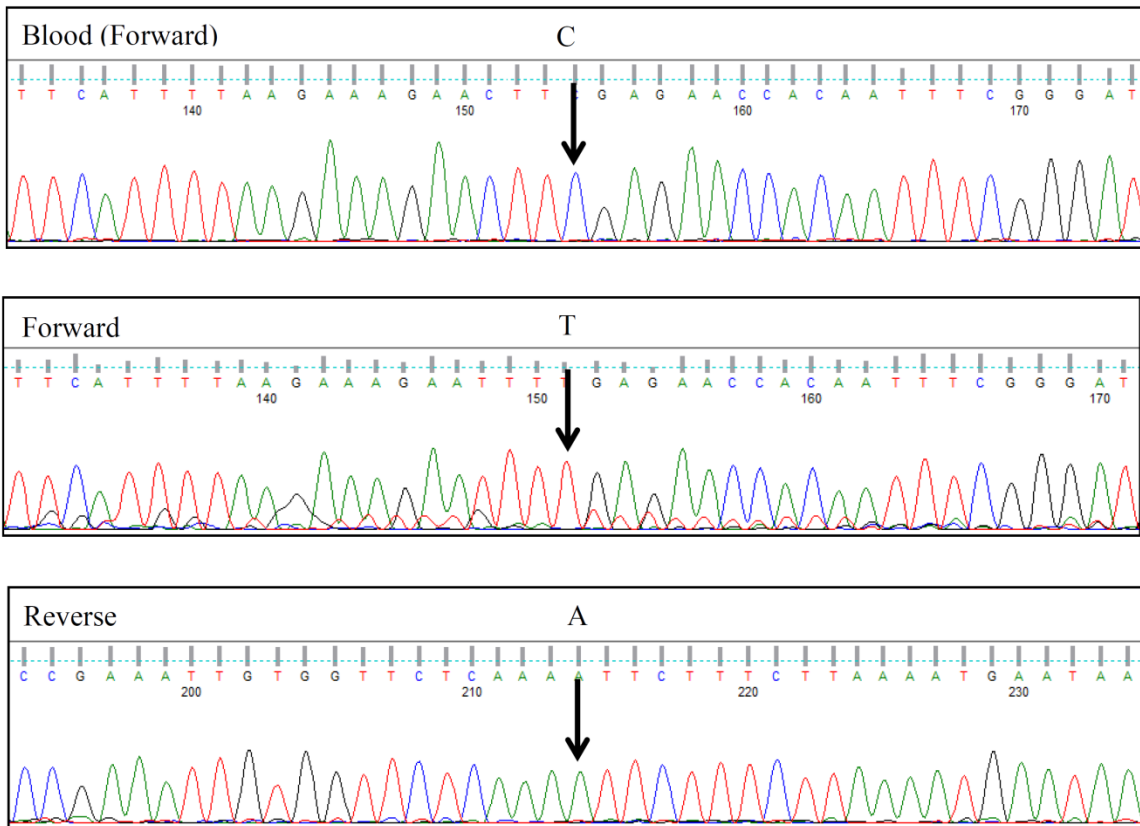 Blood (Forward) C
T T C A T T T T A A G A A A G A A C T T C G A G A A C C A C A A T T T C G G G A T
140 150 160 170
Forward T
T T C A T T T T A A G A A A G A A T T T T G A G A A C C A C A A T T T C G G G A T
140 150 160 170
Reverse A
C C G A A A T T G T G G T T C T C A A A A T T C T T T C T T A A A A T G A A T A A
200 210 220 230